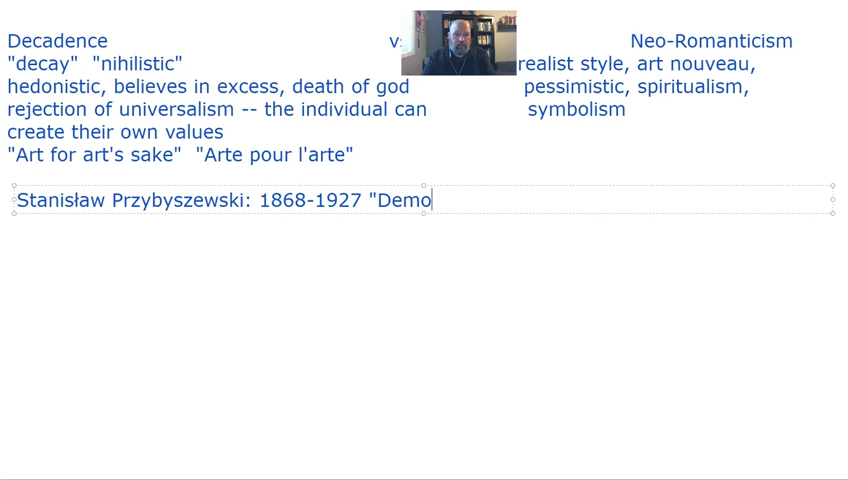 Decadence vs Neo-Romanticism
"decay" "nihilistic" realist style, art nouveau,
hedonistic, believes in excess, death of god pessimistic, spiritualism,
rejection of universalism -- the individual can symbolism
create their own values
"Art for art's sake" "Arte pour l'arte"
Stanisław Przybyszewski: 1868-1927 "Demo